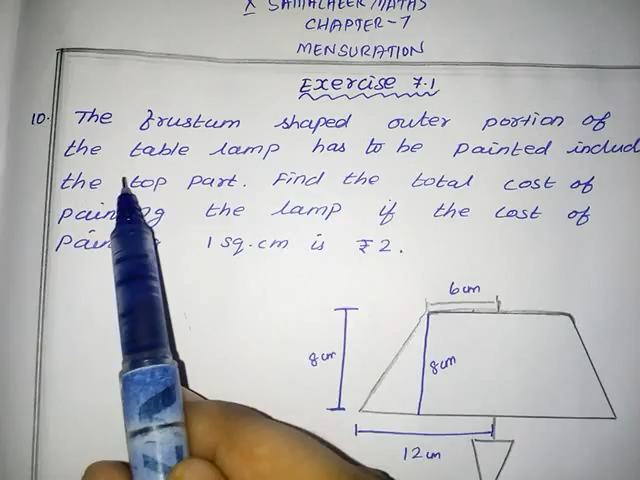 X SAMACHEER MATHS
CHAPTER-7
MENSURATION
Exercise 7.1
10. The frustum shaped outer portion of
the table lamp has to be painted includ
the top part. Find the total cost of
the lamp if the cost of
1 sq.cm is ₹2.
6cm
8cm
8cm
12cm